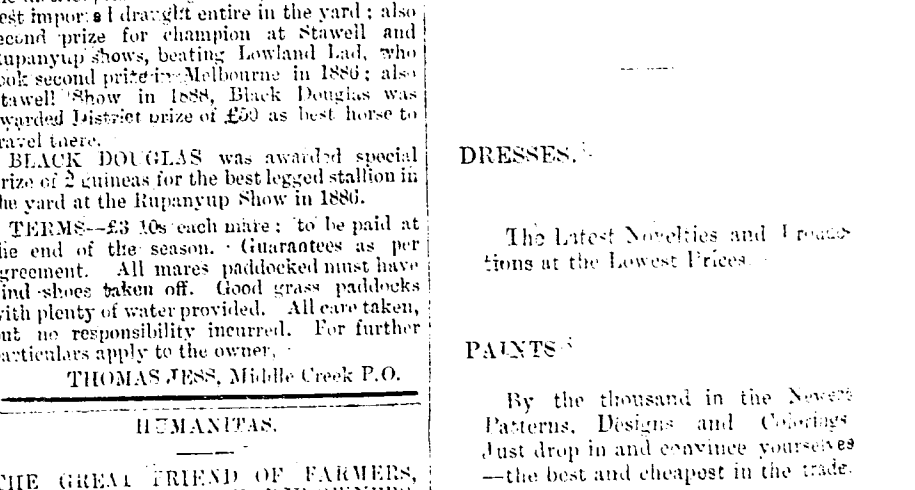 est draught entire in the yard ; also
second prize for champion at Stawell and
Rupanyup shows, beating Lowland Lad, who
took second prize in Melbourne in 1886 ; also
Stawell Show in 1888, Black Douglas was
awarded District prize of £50 as best horse to
travel there.
BLACK DOUGLAS was awarded special
prize of 2 guineas for the best legged stallion in
the yard at the Rupanyup Show in 1886.
TERMS—£3 10s each mare ; to be paid at
the end of the season. Guarantees as per
agreement. All mares paddocked must have
hind shoes taken off. Good grass paddocks
with plenty of water provided. All care taken,
but no responsibility incurred. For further
particulars apply to the owner,
THOMAS JESS, Middle Creek P.O.
HUMANITAS.
THE GREAT FRIEND OF FARMERS,
DRESSES.
The Latest Novelties and
tions at the Lowest Prices.
PAINTS
By the thousand in the Newest
Patterns, Designs and Colorings
Just drop in and convince yourselves
—the best and cheapest in the trade.